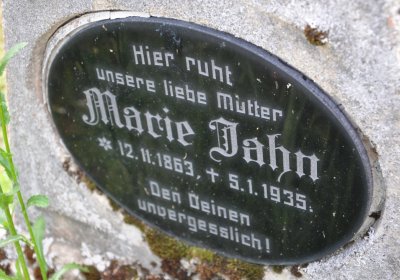 Hier ruht
unsere liebe Mutter
Marie Jahn
* 12.11.1863, + 5.1.1935.
Den Deinen
unvergesslich!